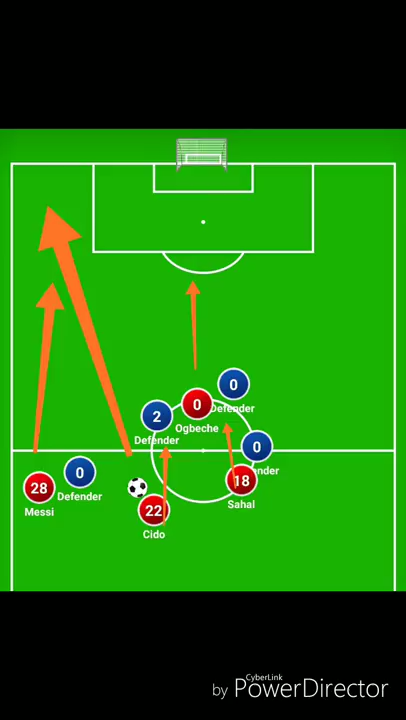 0
0
Ogbeche
Defender
2
Defender
0
ender
0
Defender
28
Messi
18
Sahal
22
Cido
CyberLink
by PowerDirector